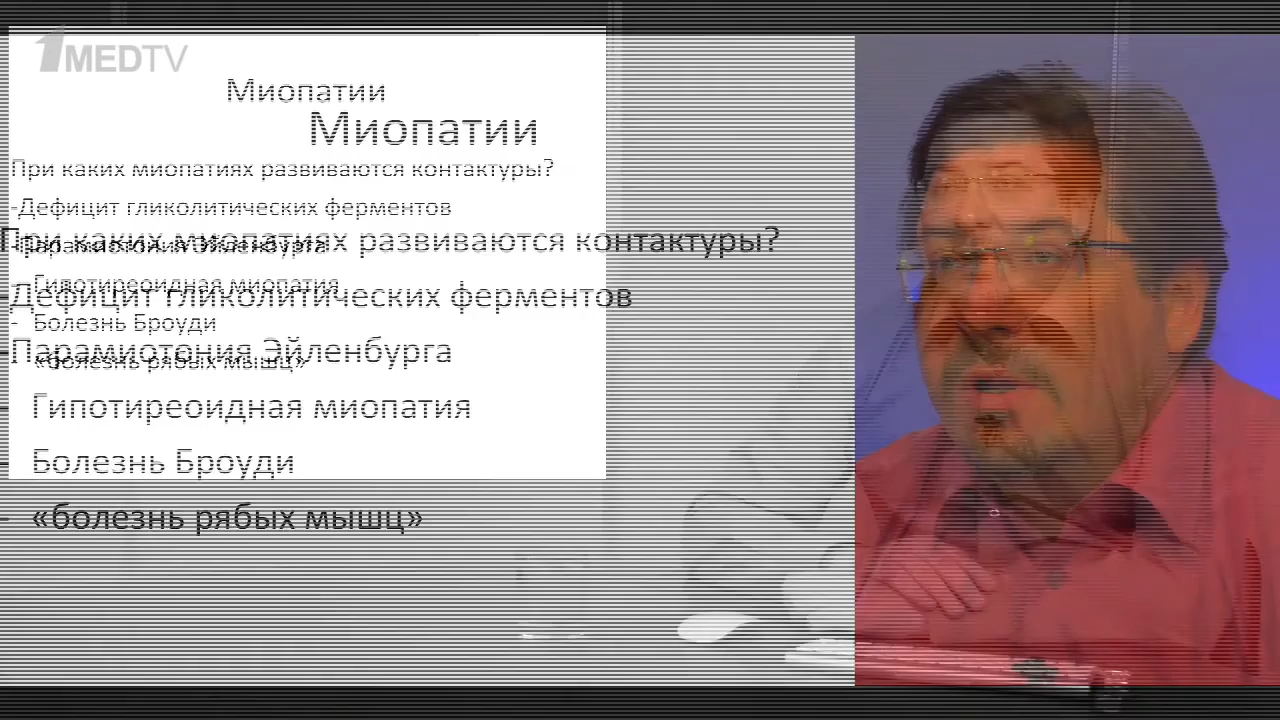 1MEDTV
Миопатии
Миопатии
При каких миопатиях развиваются контактуры?
-Дефицит гликолитических ферментов
При каких миопатиях развиваются контактуры?
Гипотиреоидная миопатия
Дефицит гликолитических ферментов
- Болезнь Броуди
Парамиотония Эйленбурга
«болезнь рябых мышц»
Гипотиреоидная миопатия
Болезнь Броуди
- «болезнь рябых мышц»